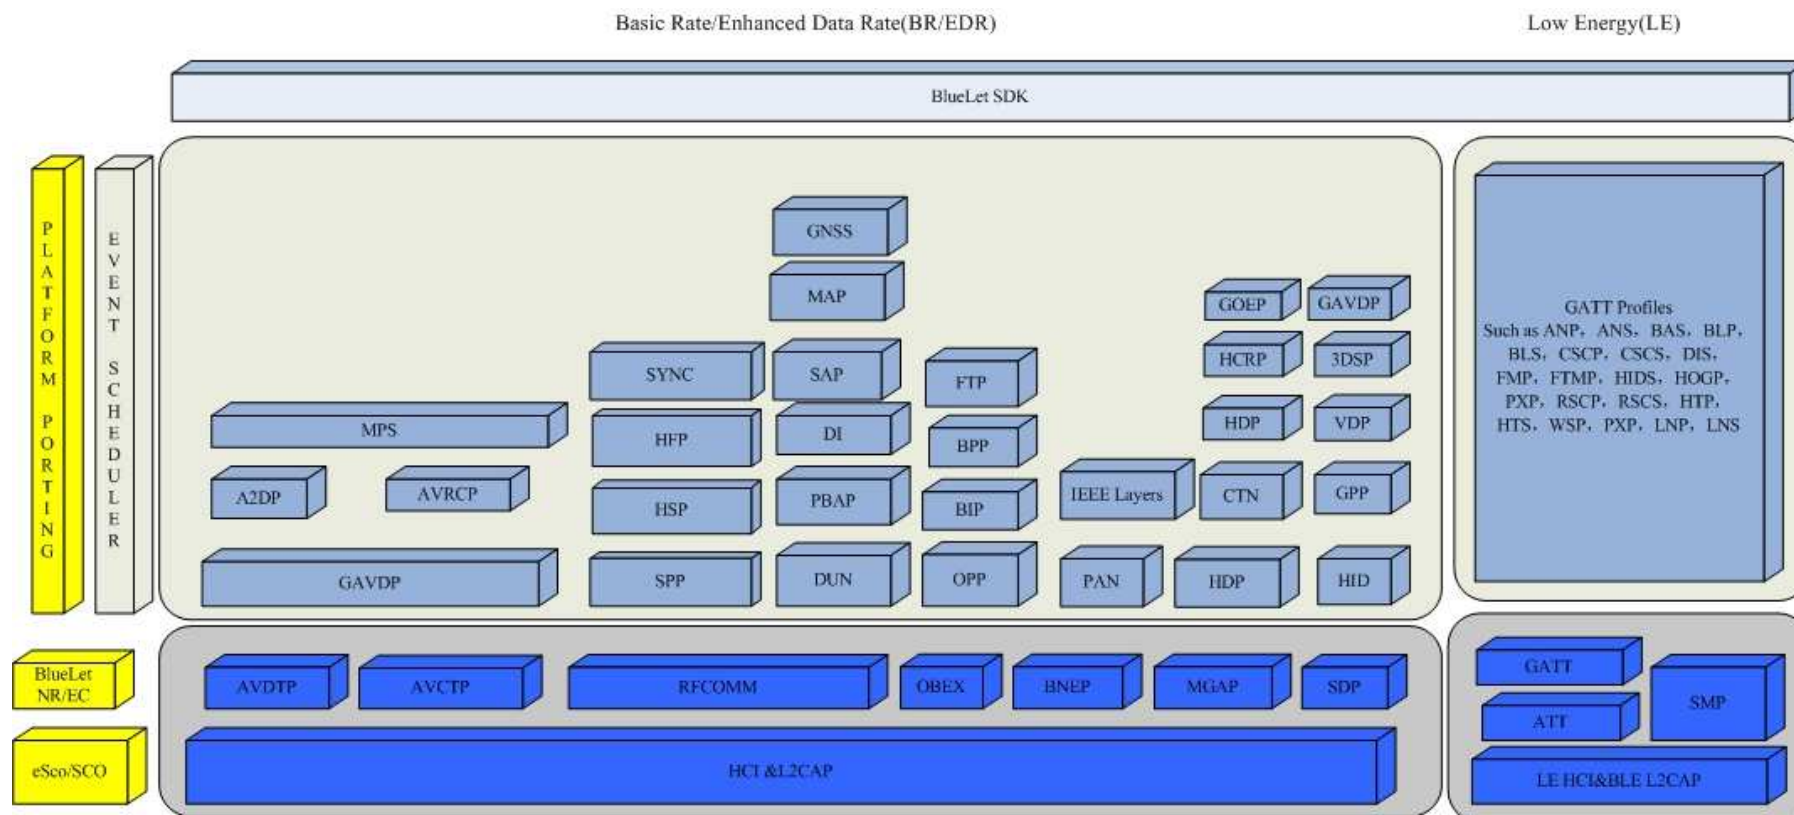 Basic Rate/Enhanced Data Rate(BR/EDR)
Low Energy(LE)
BlueLet SDK
PLATFORM PORTING
EVENT SCHEDULER
GNSS
MAP
GOEP
GAVDP
SYNC
SAP
FTP
HCRP
3DSP
MPS
HFP
DI
BPP
HDP
VDP
A2DP
AVRCP
HSP
PBAP
BIP
IEEE Layers
CTN
GPP
GAVDP
SPP
DUN
OPP
PAN
HDP
HID
GATT Profiles
Such as ANP，ANS，BAS，BLP，
BLS，CSCP，CSCS，DIS，
FMP，FTMP，HIDS，HOGP，
PXP，RSCP，RSCS，HTP，
HTS，WSP，PXP，LNP，LNS
BlueLet
NR/EC
AVDTP
AVCTP
RFCOMM
OBEX
BNEP
MGAP
SDP
GATT
SMP
ATT
eSco/SCO
HCI &L2CAP
LE HCI&BLE L2CAP